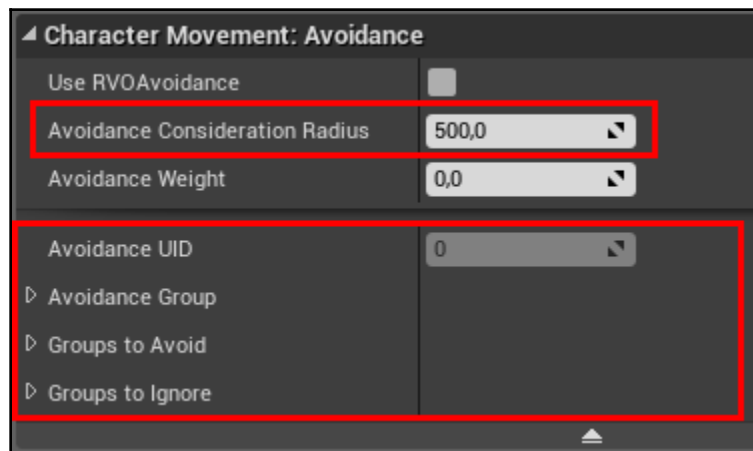 Character Movement: Avoidance
Use RVOAvoidance
Avoidance Consideration Radius 500,0
Avoidance Weight 0,0
Avoidance UID 0
Avoidance Group
Groups to Avoid
Groups to Ignore